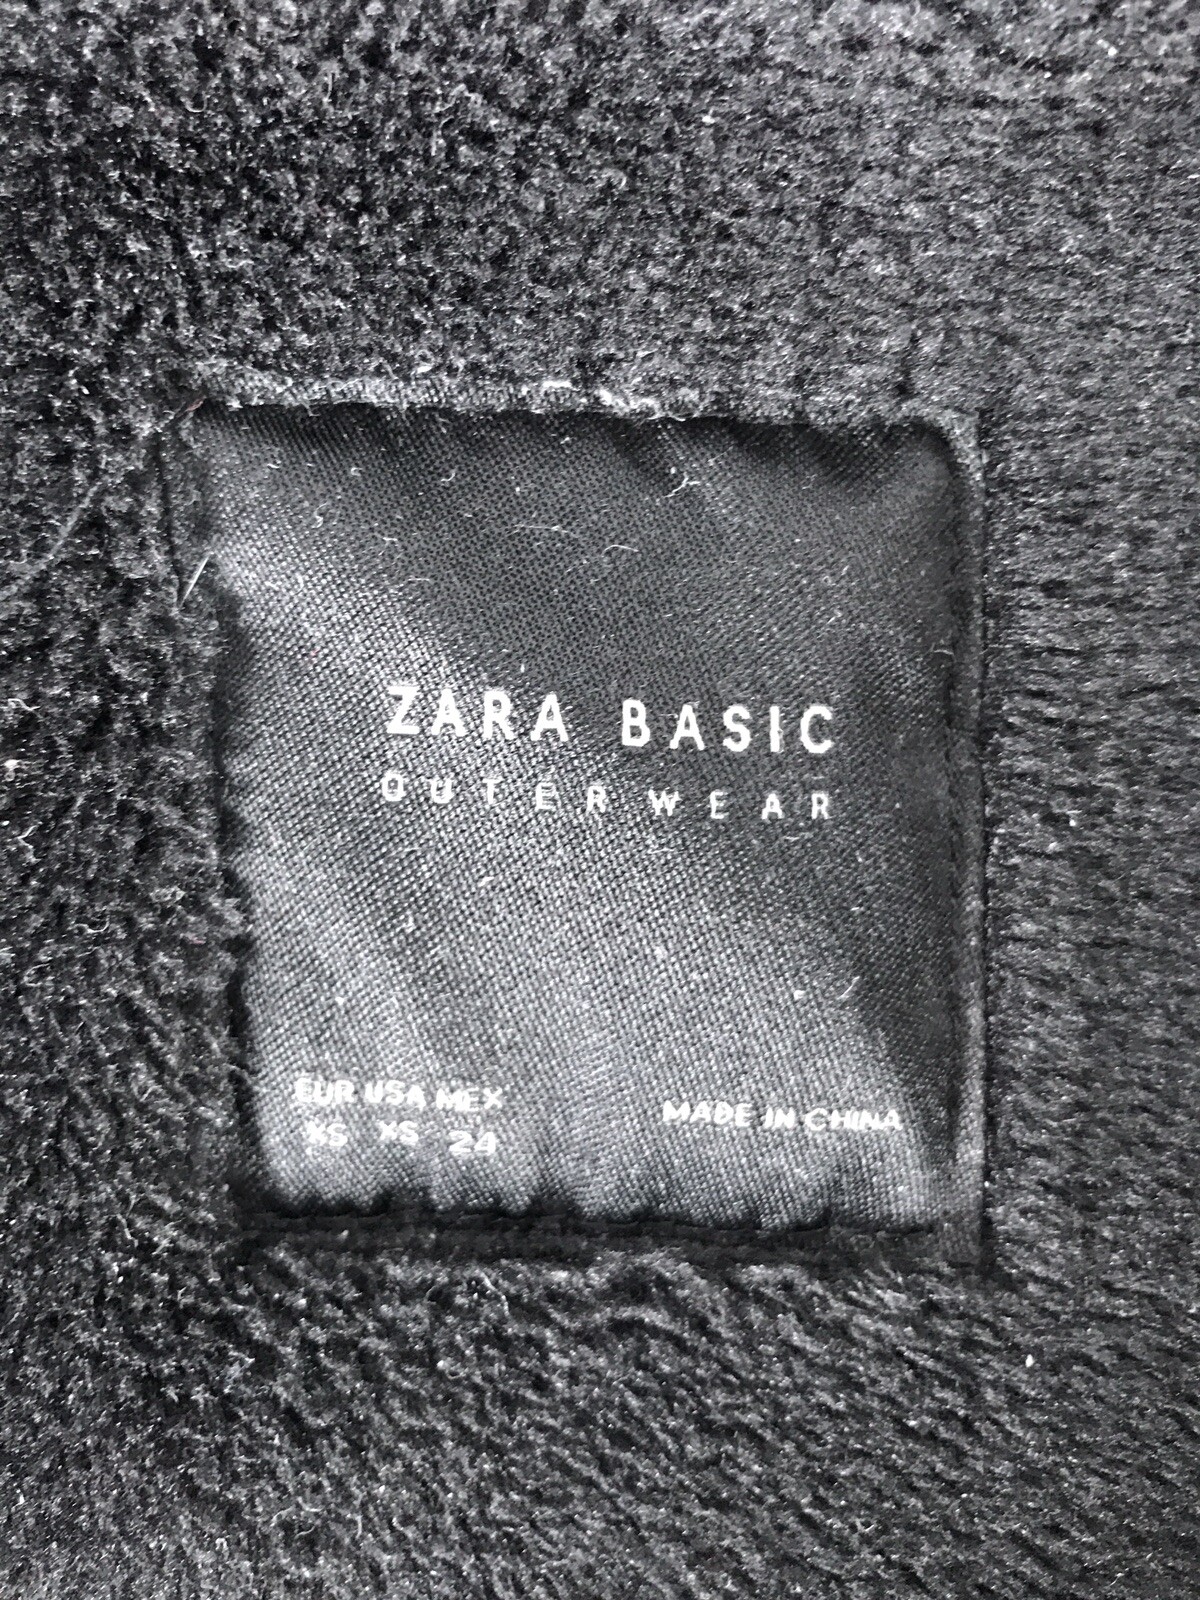 ZARA BASIC
OUTERWEAR
EUR USA MEX
XS XS 24
MADE IN CHINA